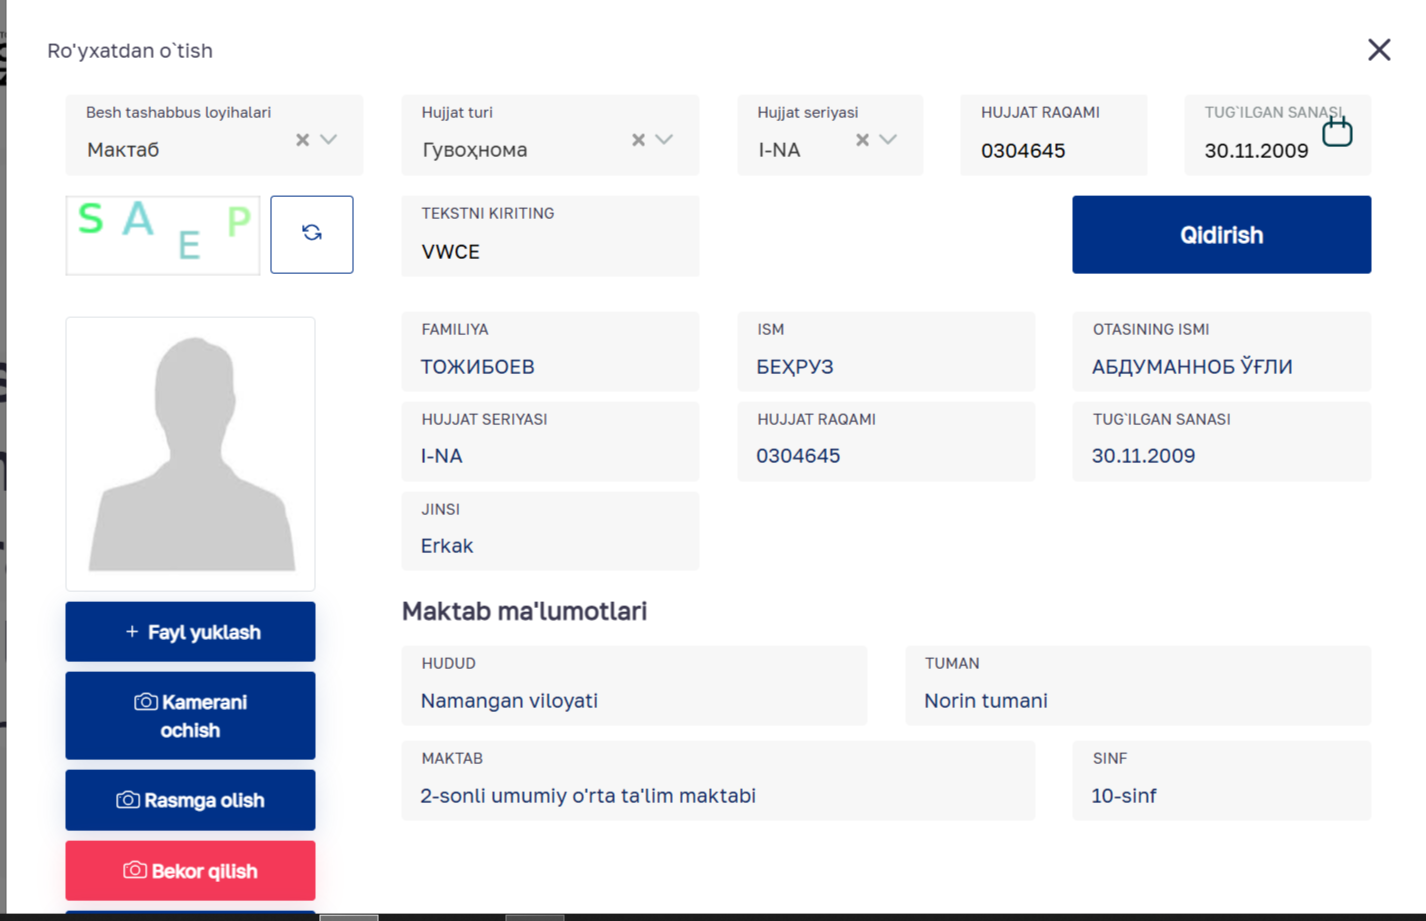 Ro'yxatdan o`tish
Besh tashabbus loyihalari
Мактаб
Hujjat turi
Гувоҳнома
Hujjat seriyasi
I-NA
HUJJAT RAQAMI
0304645
TUG`ILGAN SANASI
30.11.2009
S A E P
TEKSTNI KIRITING
VWCE
Qidirish
FAMILIYA
ТОЖИБОЕВ
ISM
БЕҲРУЗ
OTASINING ISMI
АБДУМАННОБ ЎҒЛИ
HUJJAT SERIYASI
I-NA
HUJJAT RAQAMI
0304645
TUG`ILGAN SANASI
30.11.2009
JINSI
Erkak
+ Fayl yuklash
Kamerani
ochish
Rasmga olish
Bekor qilish
Maktab ma'lumotlari
HUDUD
Namangan viloyati
TUMAN
Norin tumani
MAKTAB
2-sonli umumiy o'rta ta'lim maktabi
SINF
10-sinf